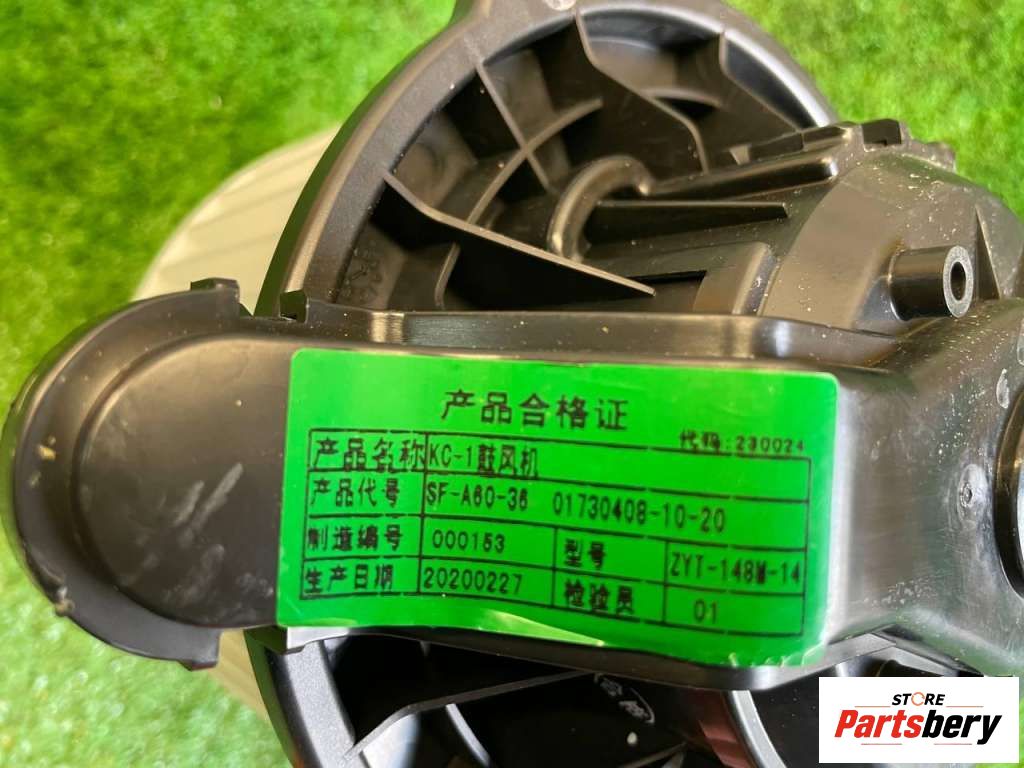 产品合格证
代码:230024
产品名称 KC-1鼓风机
产品代号 SF-A60-36 01730408-10-20
制造编号 000153 型号 ZYT-148M-14
生产日期 20200227 检验员 01
STORE
Partsbery